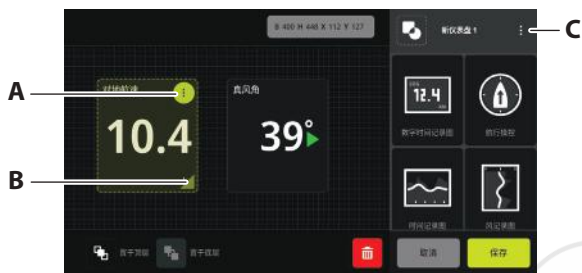 B 400 H 448 X 112 Y 127
新仪表盘 1
A
C
对地航速
真风角
10.4
39°
12.4
数字时间记录图
航行操控
B
时间记录图
风记录图
置于顶层
置于底层
取消
保存